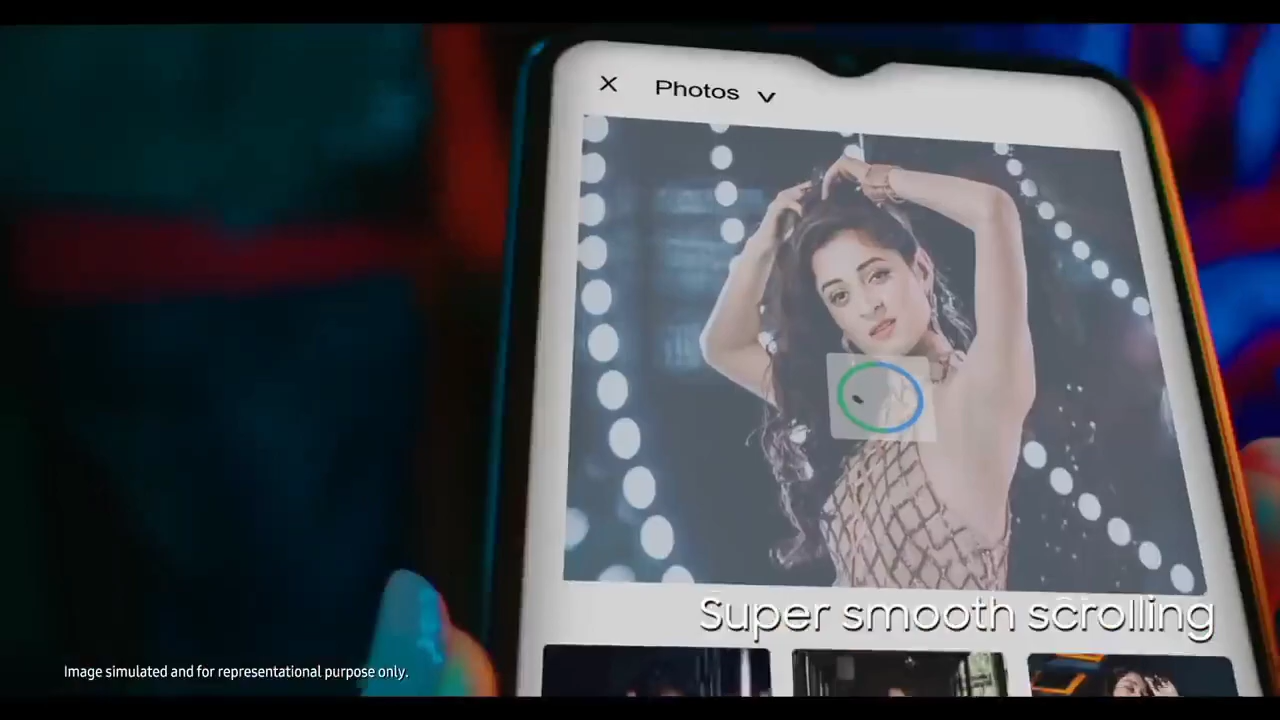 Photos
Super smooth scrolling
Image simulated and for representational purpose only.